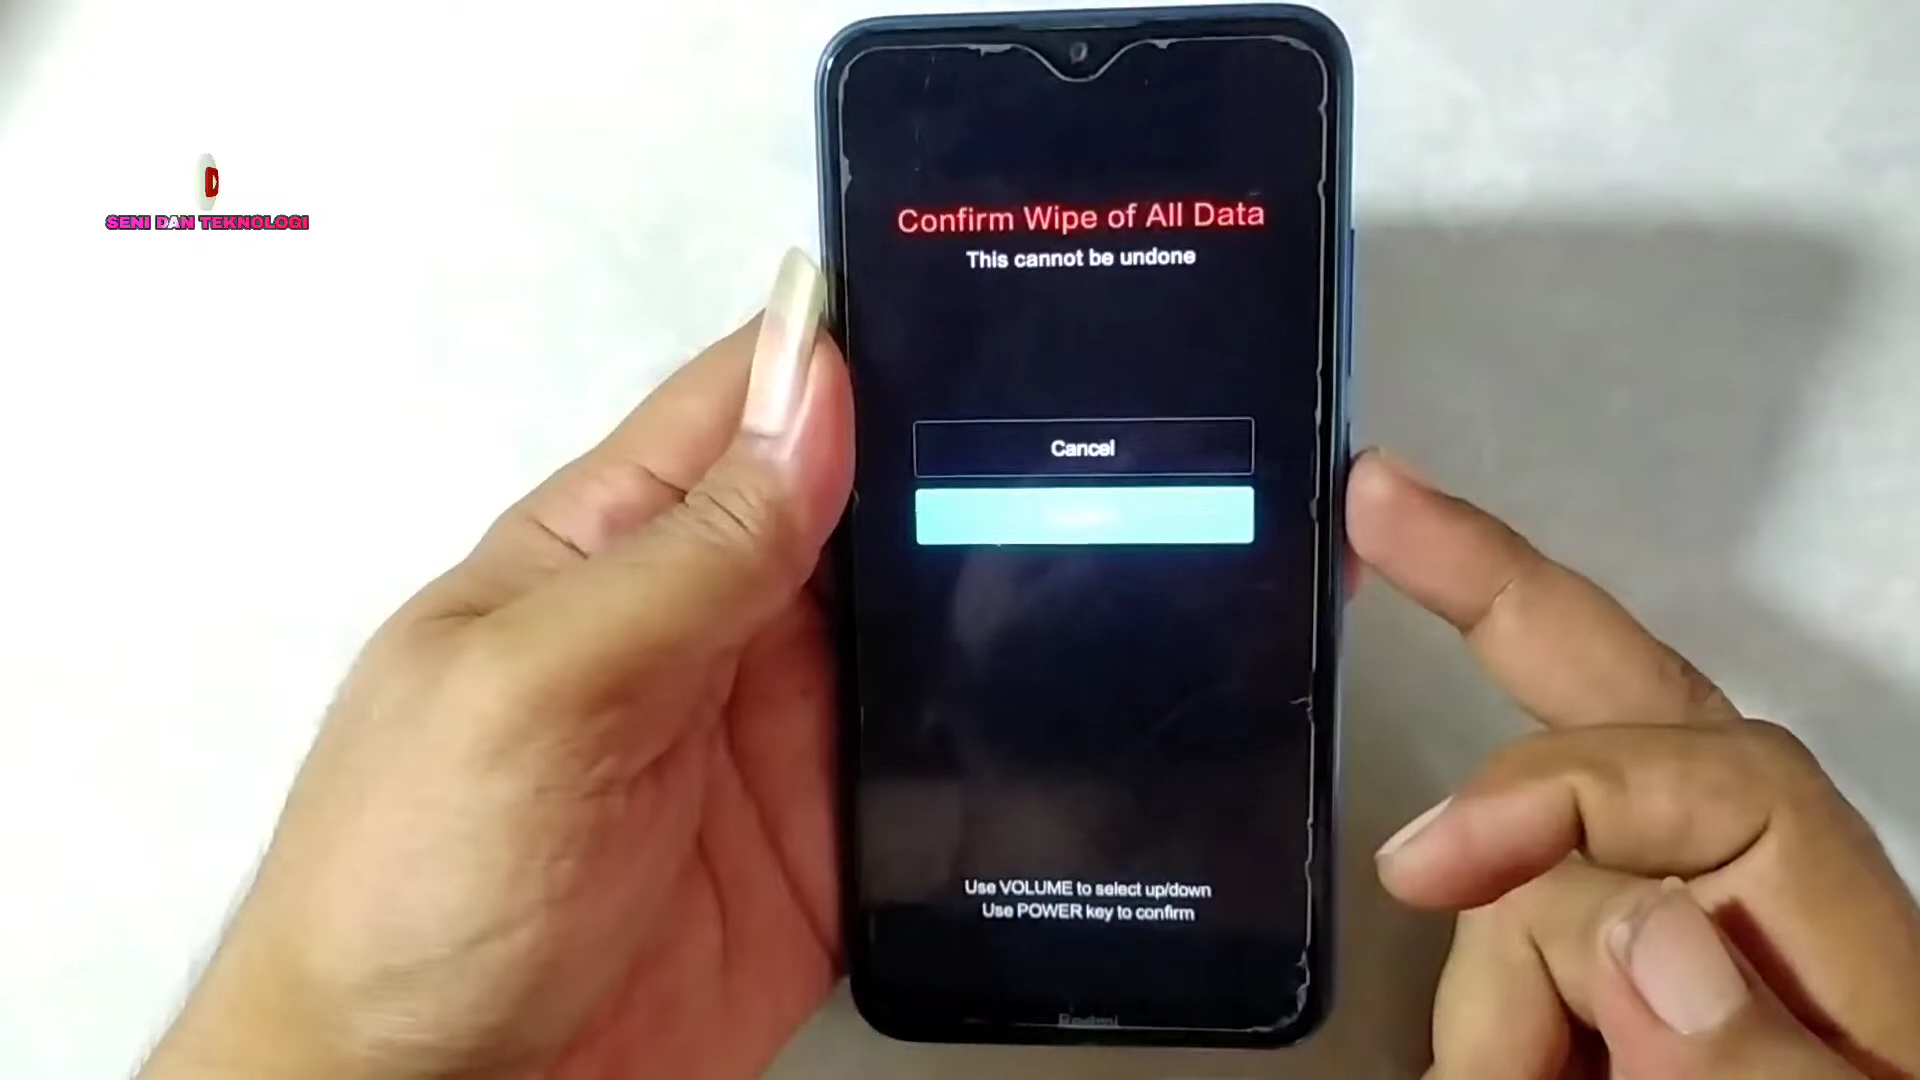 D
SENI DAN TEKNOLOGI
Confirm Wipe of All Data
This cannot be undone
Cancel
Use VOLUME to select up/down
Use POWER key to confirm
Redmi